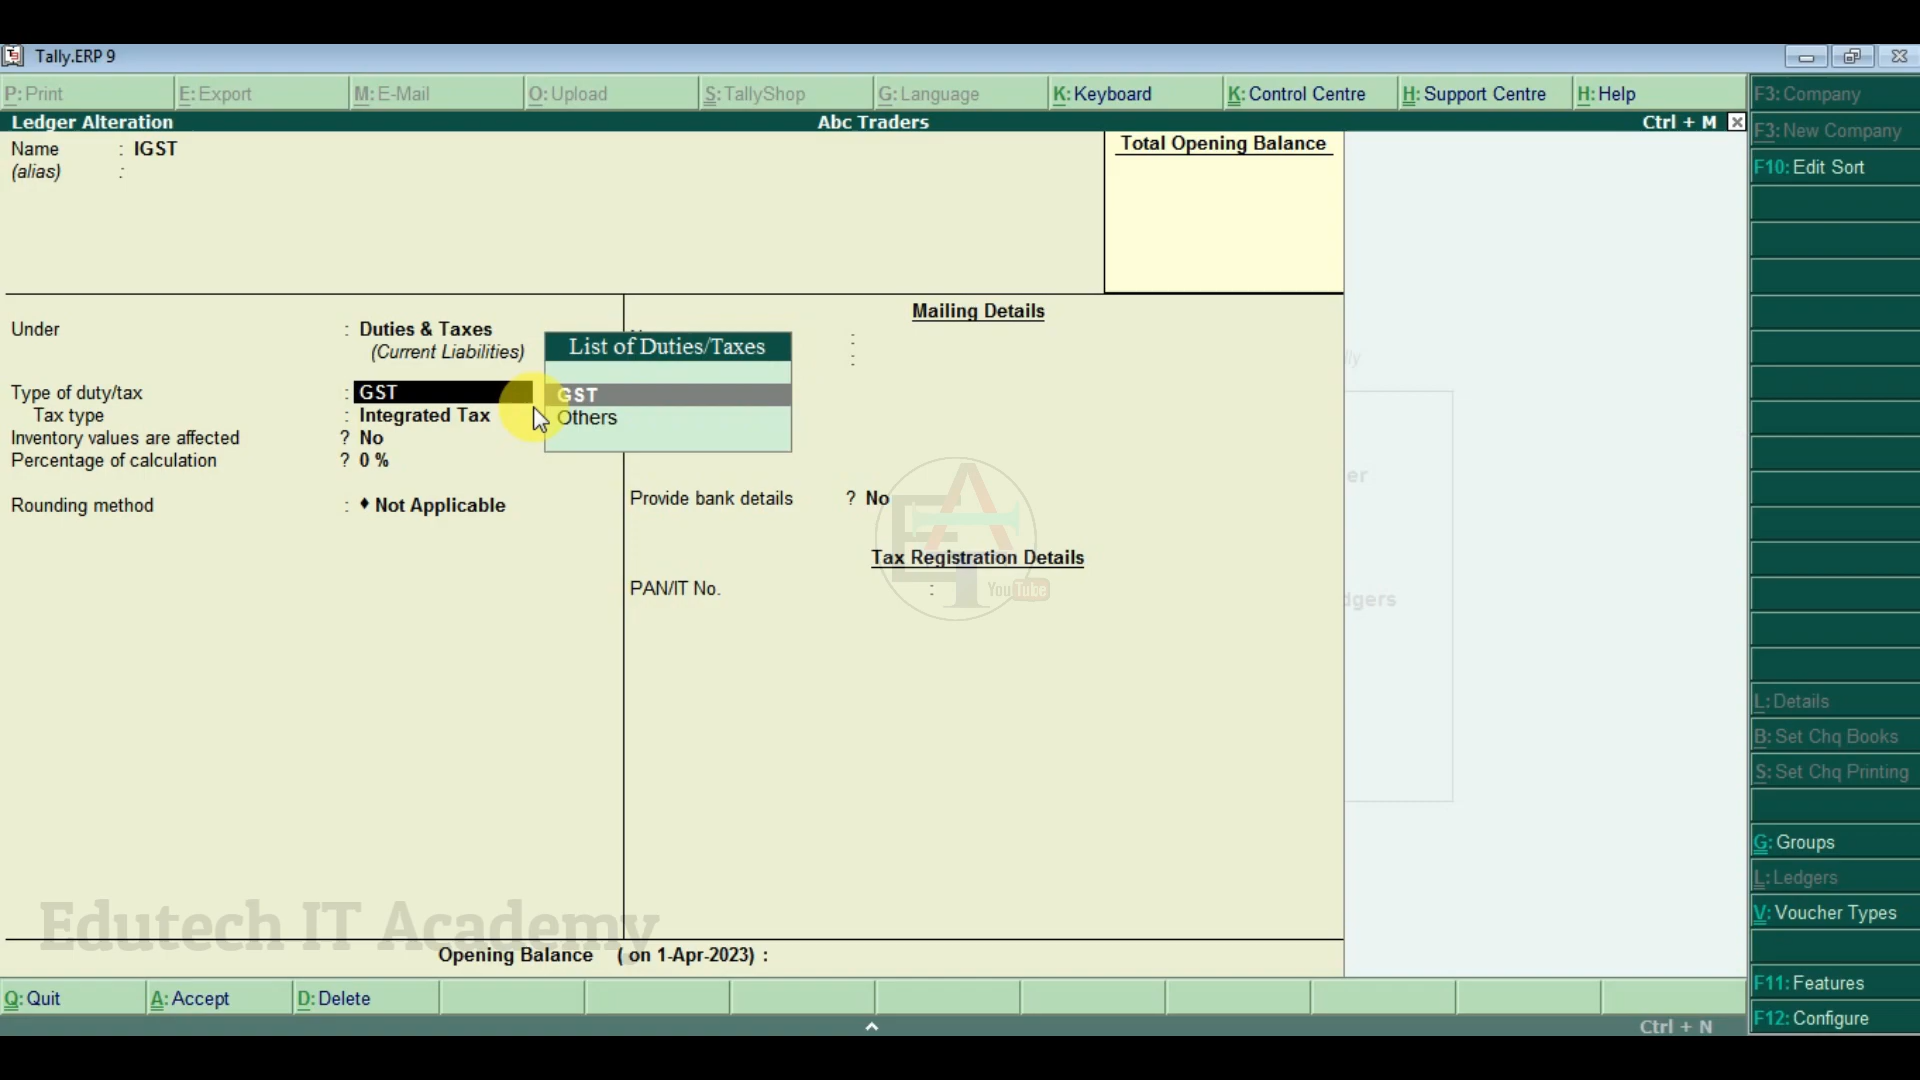 Tally.ERP 9
P: Print E: Export M: E-Mail O: Upload S: TallyShop G: Language K: Keyboard K: Control Centre H: Support Centre H: Help
F3: Company
Ledger Alteration Abc Traders Ctrl + M
F3: New Company
Name : IGST
(alias) :
Total Opening Balance
F10: Edit Sort
Under : Duties & Taxes
(Current Liabilities)
Type of duty/tax : GST
Tax type : Integrated Tax
Inventory values are affected ? No
Percentage of calculation ? 0 %
Rounding method : ♦ Not Applicable
List of Duties/Taxes
GST
Others
Mailing Details
:
:
Provide bank details ? No
Tax Registration Details
PAN/IT No. :
EAT
YouTube
L: Details
B: Set Chq Books
S: Set Chq Printing
G: Groups
L: Ledgers
V: Voucher Types
F11: Features
F12: Configure
Edutech IT Academy
Opening Balance ( on 1-Apr-2023) :
Q: Quit A: Accept D: Delete
Ctrl + N